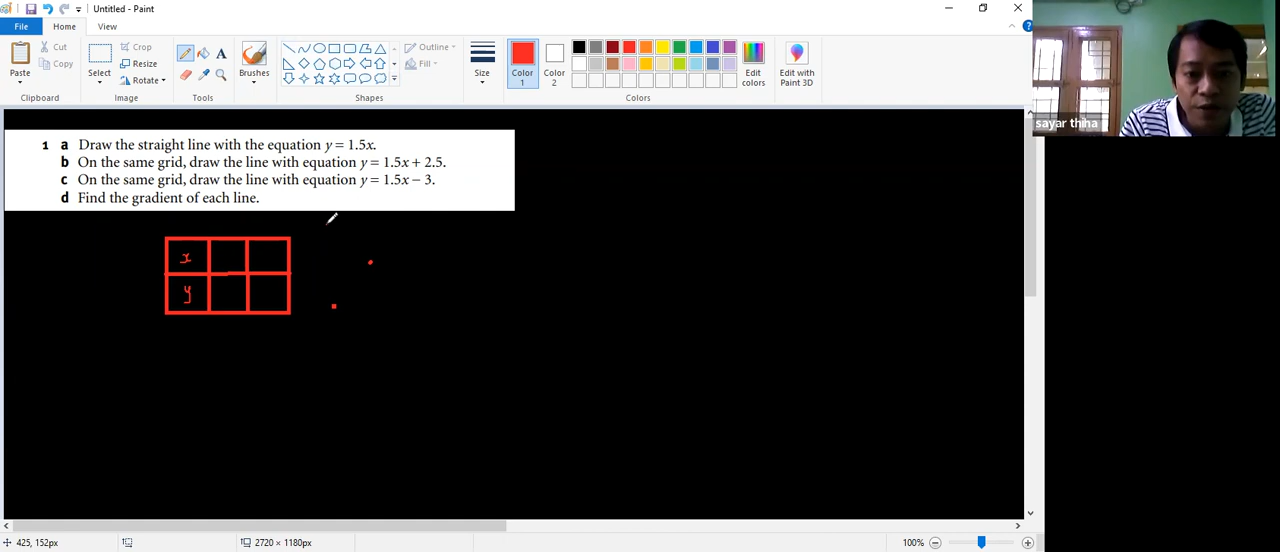 Untitled - Paint
File Home View
Cut
Copy
Paste
Clipboard
Crop
Resize
Rotate
Select
Image
A
Tools
Brushes
Outline
Fill
Shapes
Size
Color 1
Color 2
Edit colors
Colors
Edit with Paint 3D
sayar thiha
1 a Draw the straight line with the equation y = 1.5x.
b On the same grid, draw the line with equation y = 1.5x + 2.5.
c On the same grid, draw the line with equation y = 1.5x − 3.
d Find the gradient of each line.
x
y
425, 152px
2720 × 1180px
100%